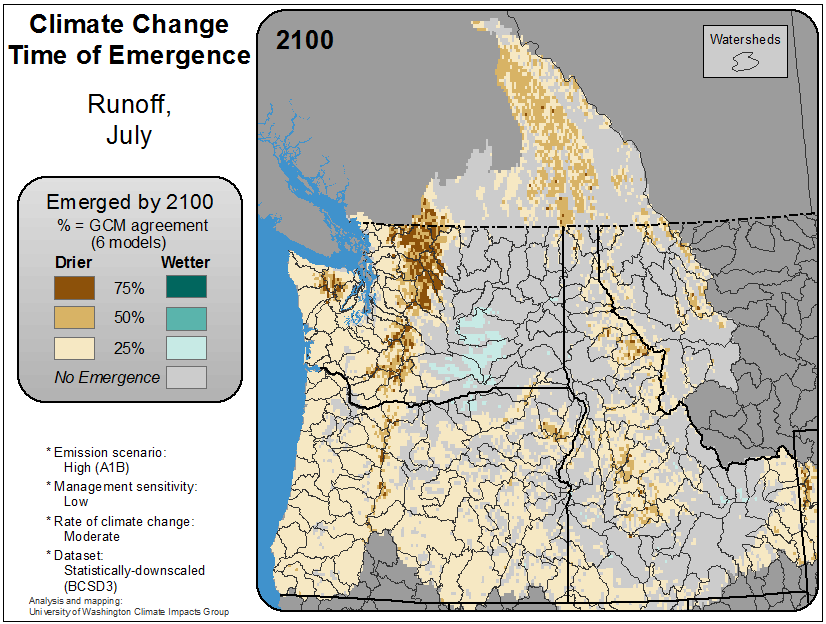 Climate Change
Time of Emergence
Runoff,
July
Emerged by 2100
% = GCM agreement
(6 models)
Drier Wetter
75%
50%
25%
No Emergence
* Emission scenario:
High (A1B)
* Management sensitivity:
Low
* Rate of climate change:
Moderate
* Dataset:
Statistically-downscaled
(BCSD3)
Analysis and mapping:
University of Washington Climate Impacts Group
2100
Watersheds